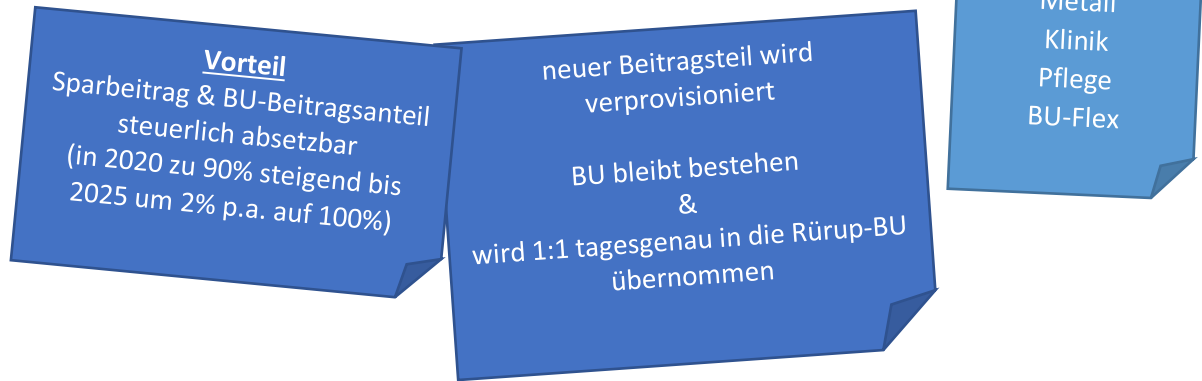 Vorteil
Sparbeitrag & BU-Beitragsanteil
steuerlich absetzbar
(in 2020 zu 90% steigend bis
2025 um 2% p.a. auf 100%)
neuer Beitragsteil wird
verprovisioniert
BU bleibt bestehen
&
wird 1:1 tagesgenau in die Rürup-BU
übernommen
Metall
Klinik
Pflege
BU-Flex